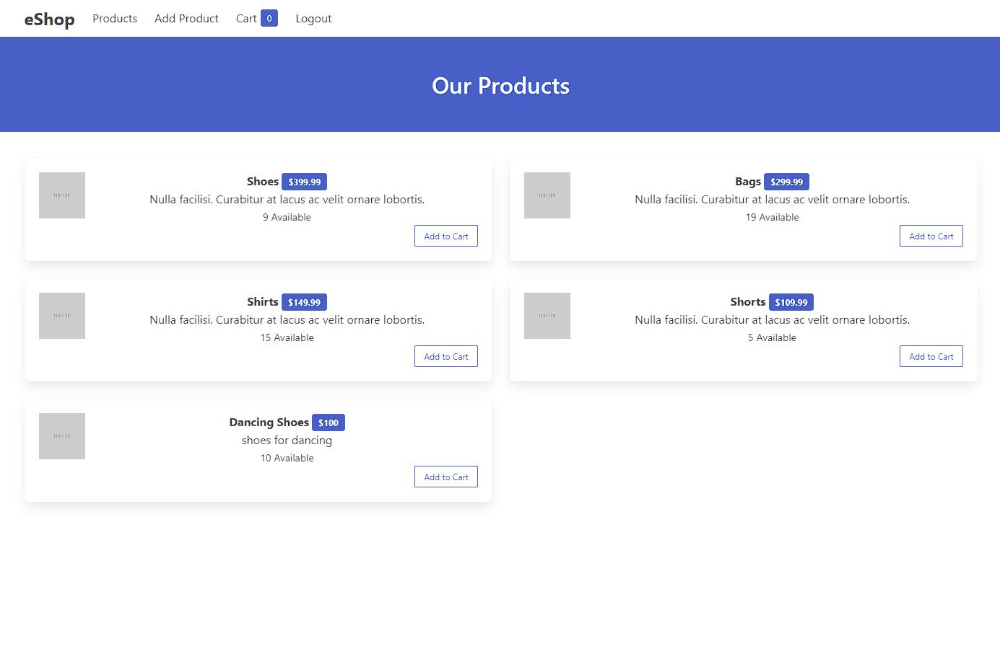 eShop Products Add Product Cart 0 Logout
Our Products
128×128
Shoes $399.99
Nulla facilisi. Curabitur at lacus ac velit ornare lobortis.
9 Available
Add to Cart
128×128
Bags $299.99
Nulla facilisi. Curabitur at lacus ac velit ornare lobortis.
19 Available
Add to Cart
128×128
Shirts $149.99
Nulla facilisi. Curabitur at lacus ac velit ornare lobortis.
15 Available
Add to Cart
128×128
Shorts $109.99
Nulla facilisi. Curabitur at lacus ac velit ornare lobortis.
5 Available
Add to Cart
128×128
Dancing Shoes $100
shoes for dancing
10 Available
Add to Cart